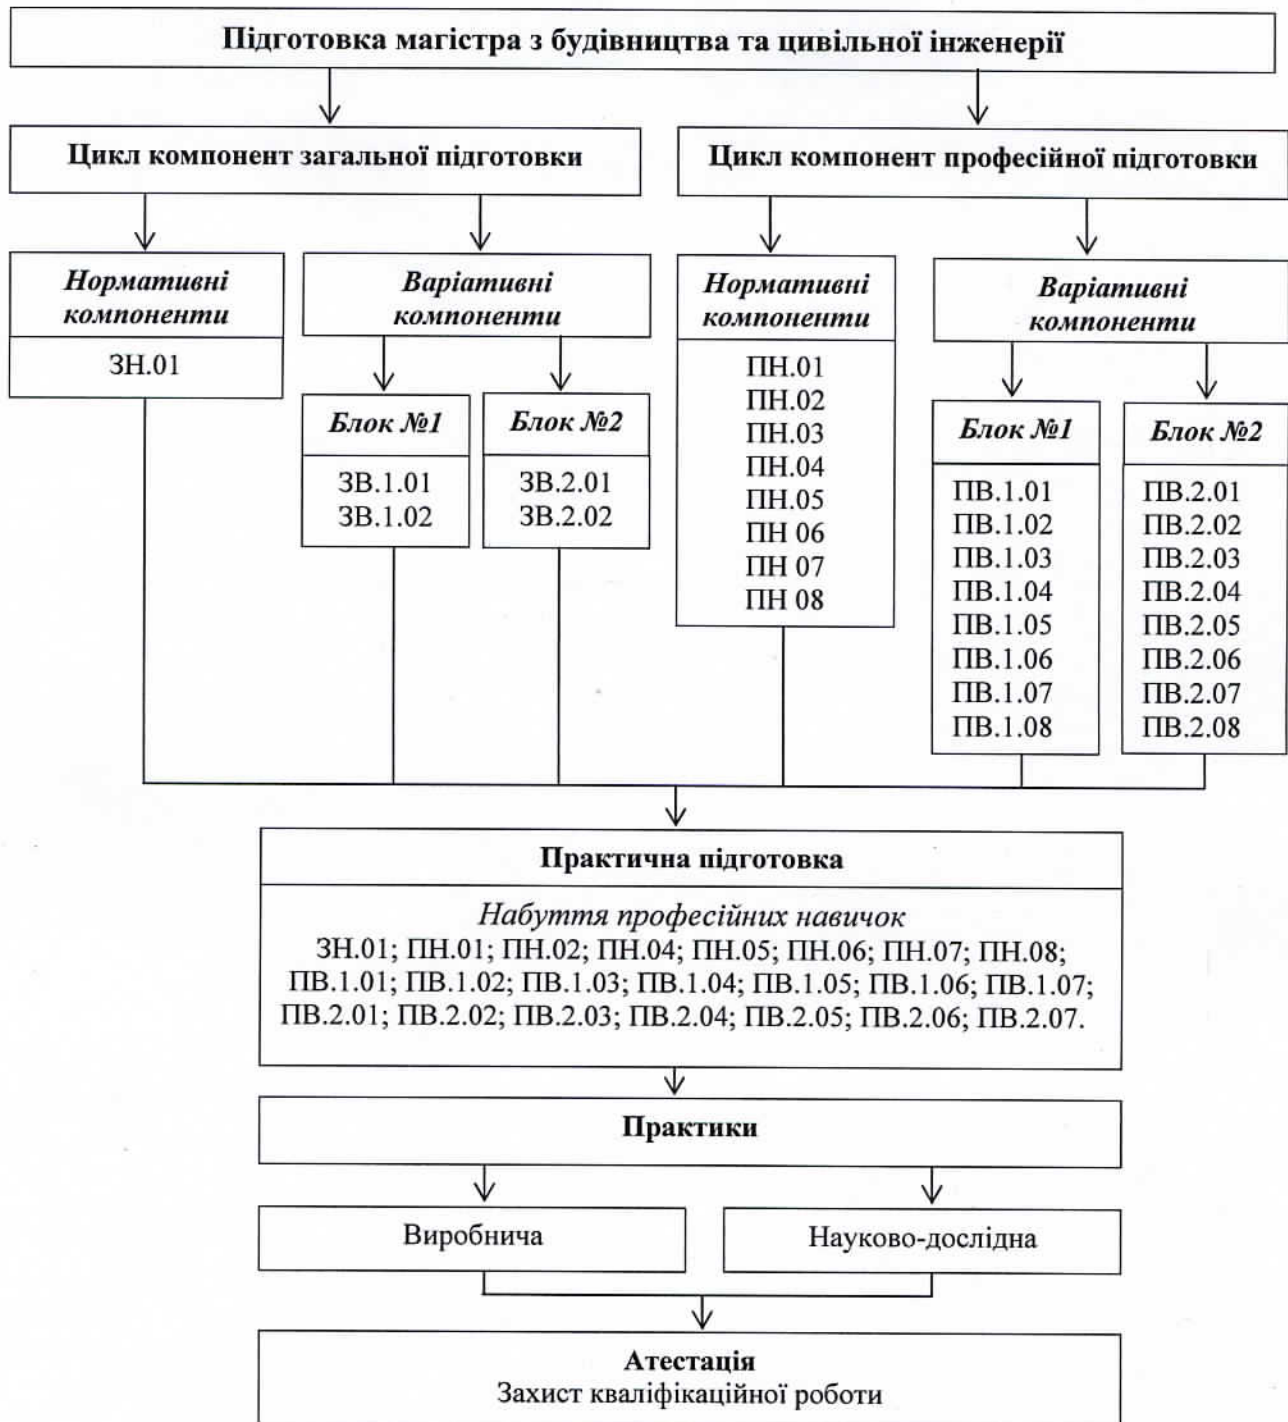 Підготовка магістра з будівництва та цивільної інженерії
Цикл компонент загальної підготовки
Цикл компонент професійної підготовки
Нормативні
компоненти
ЗН.01
Варіативні
компоненти
Блок №1
ЗВ.1.01
ЗВ.1.02
Блок №2
ЗВ.2.01
ЗВ.2.02
Нормативні
компоненти
ПН.01
ПН.02
ПН.03
ПН.04
ПН.05
ПН 06
ПН 07
ПН 08
Варіативні
компоненти
Блок №1
ПВ.1.01
ПВ.1.02
ПВ.1.03
ПВ.1.04
ПВ.1.05
ПВ.1.06
ПВ.1.07
ПВ.1.08
Блок №2
ПВ.2.01
ПВ.2.02
ПВ.2.03
ПВ.2.04
ПВ.2.05
ПВ.2.06
ПВ.2.07
ПВ.2.08
Практична підготовка
Набуття професійних навичок
ЗН.01; ПН.01; ПН.02; ПН.04; ПН.05; ПН.06; ПН.07; ПН.08;
ПВ.1.01; ПВ.1.02; ПВ.1.03; ПВ.1.04; ПВ.1.05; ПВ.1.06; ПВ.1.07;
ПВ.2.01; ПВ.2.02; ПВ.2.03; ПВ.2.04; ПВ.2.05; ПВ.2.06; ПВ.2.07.
Практики
Виробнича
Науково-дослідна
Атестація
Захист кваліфікаційної роботи